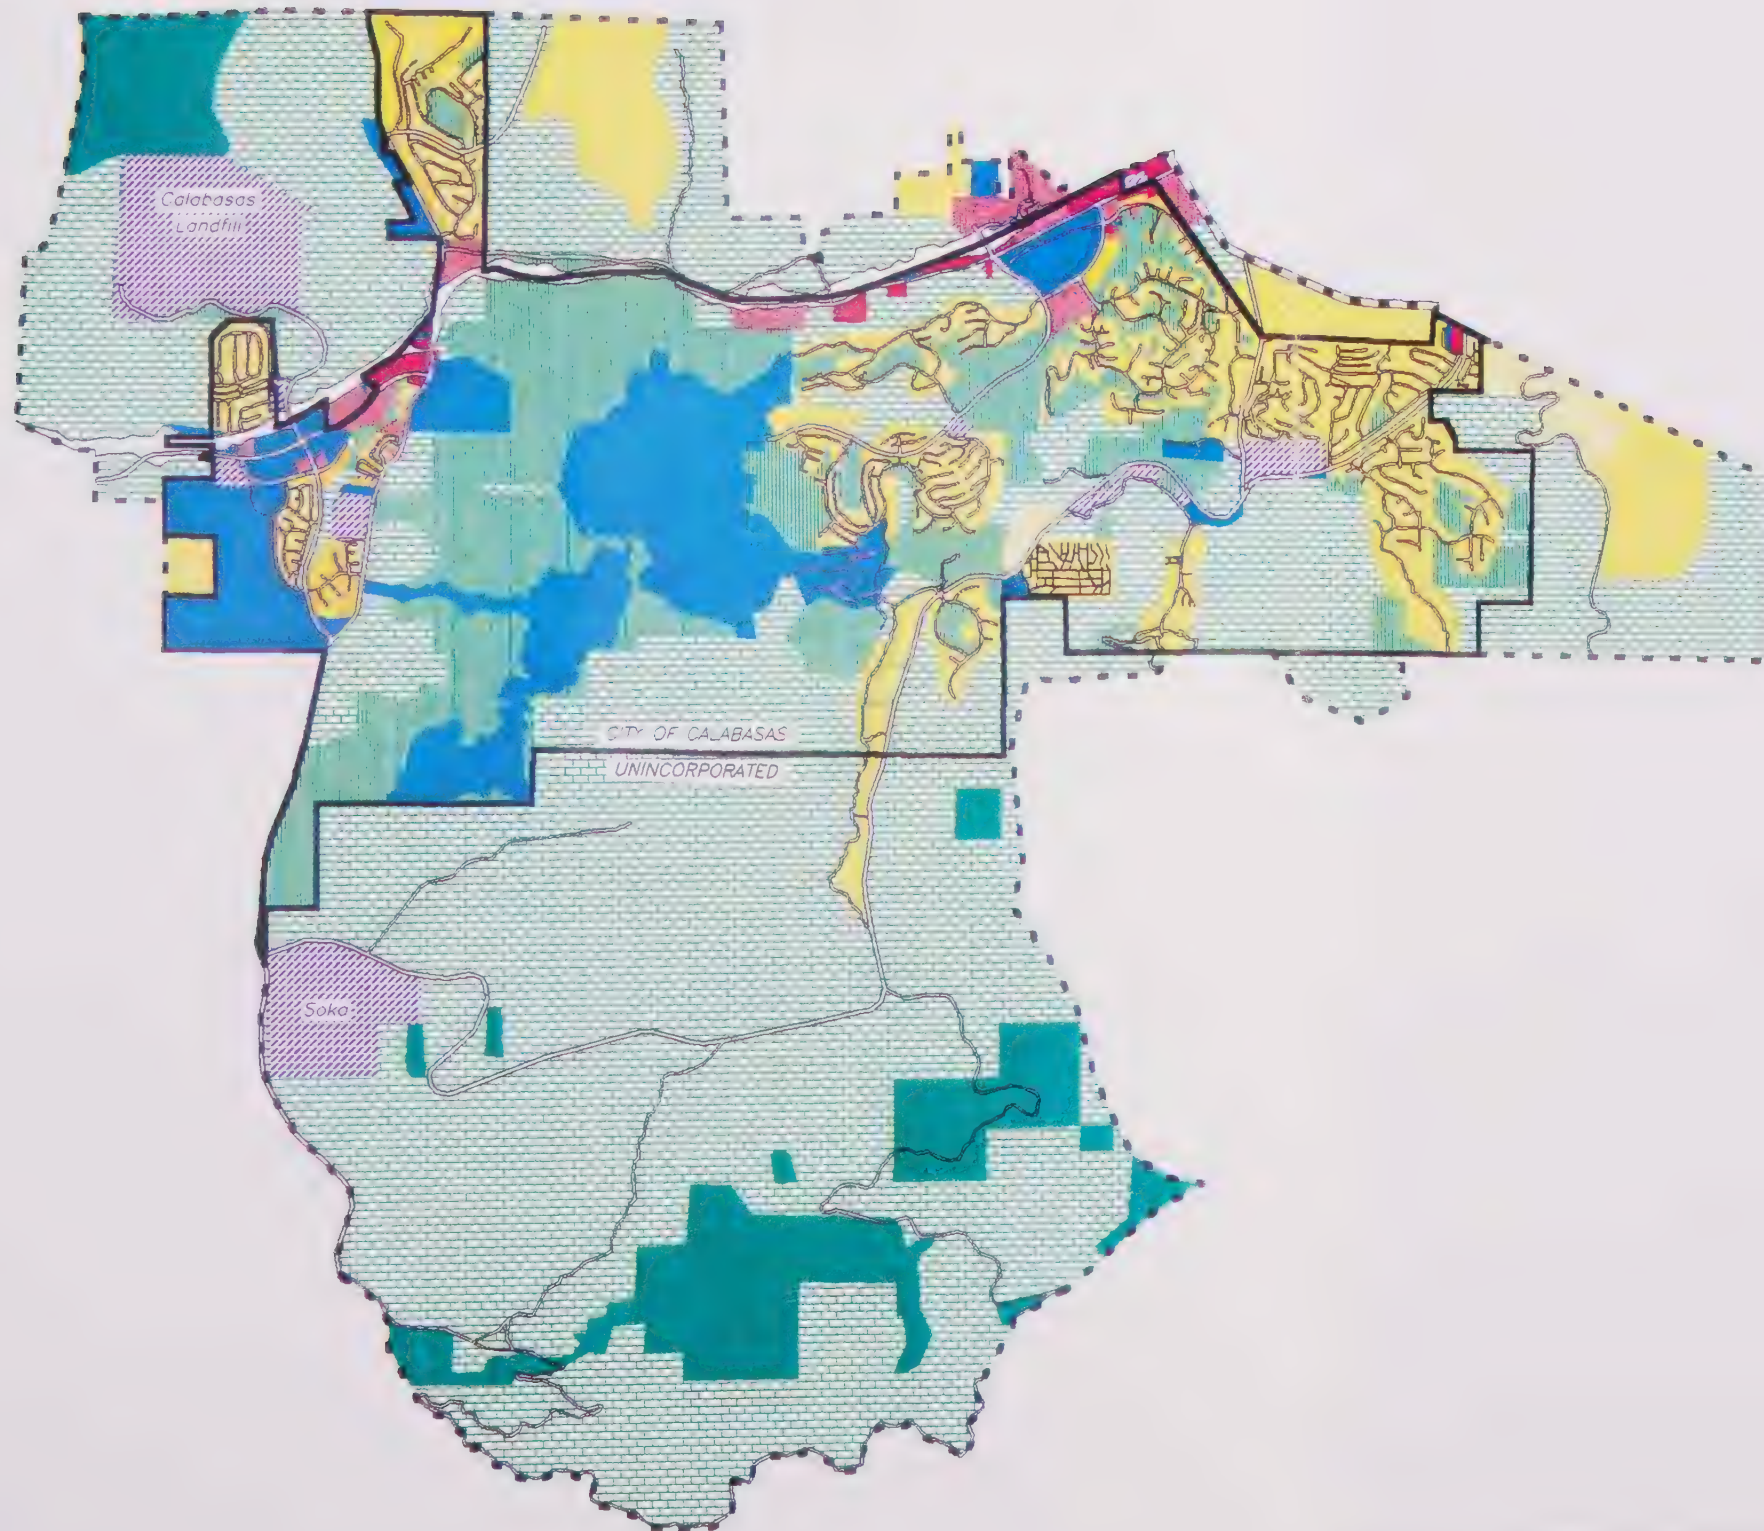 Calabasas
Landfill
CITY OF CALABASAS
UNINCORPORATED
Soka